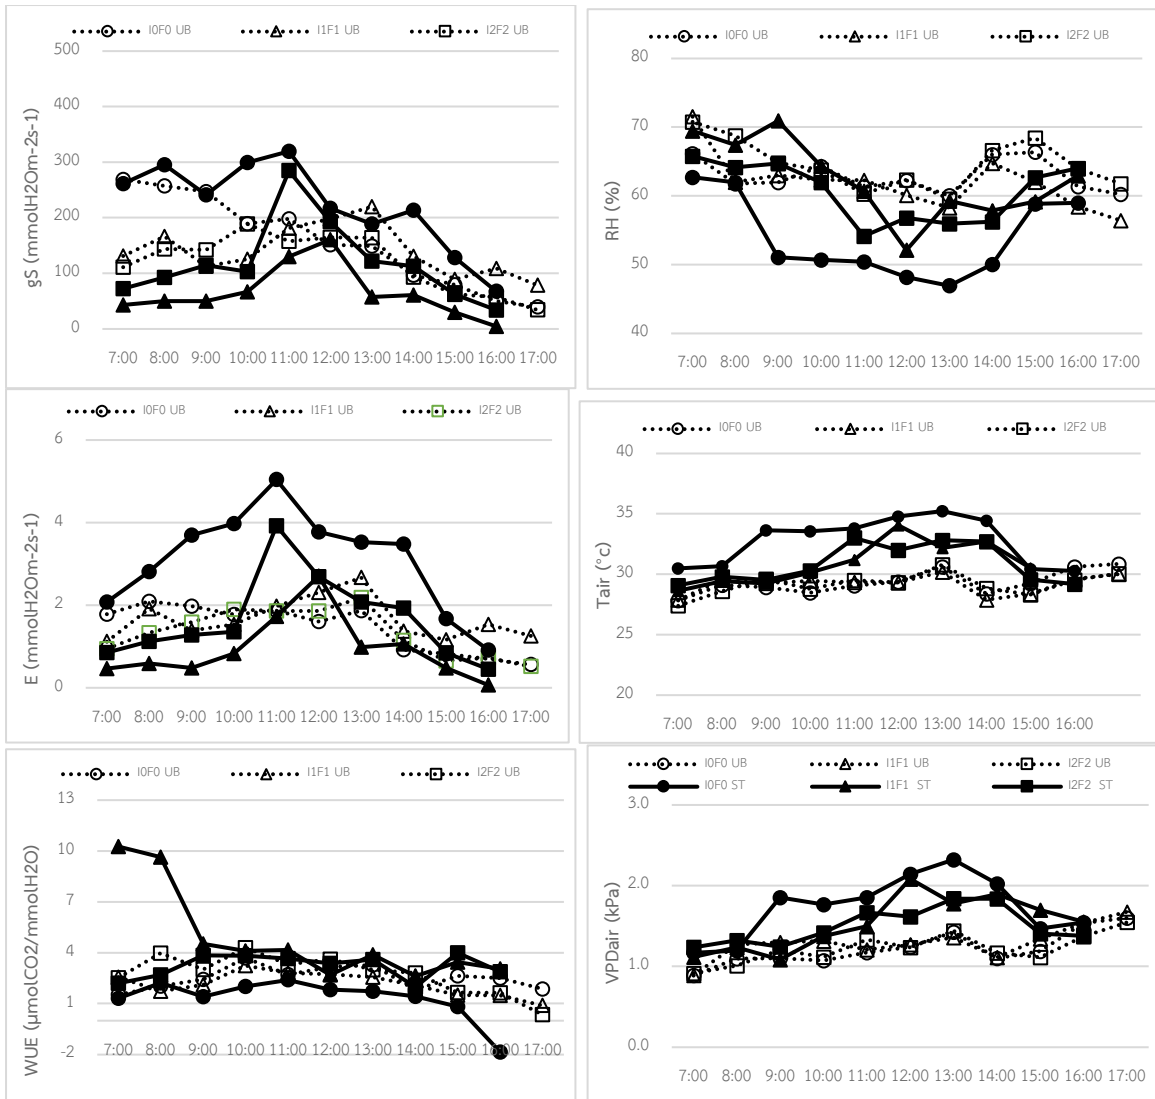 I0F0 UB I1F1 UB I2F2 UB
500
400
300
200
100
0
gS (mmolH2Om-2s-1)
7:00 8:00 9:00 10:00 11:00 12:00 13:00 14:00 15:00 16:00 17:00
I0F0 UB I1F1 UB I2F2 UB
80
70
60
50
40
RH (%)
7:00 8:00 9:00 10:00 11:00 12:00 13:00 14:00 15:00 16:00 17:00
I0F0 UB I1F1 UB I2F2 UB
6
4
2
0
E (mmolH2Om-2s-1)
7:00 8:00 9:00 10:00 11:00 12:00 13:00 14:00 15:00 16:00 17:00
I0F0 UB I1F1 UB I2F2 UB
40
35
30
25
20
Tair (°c)
7:00 8:00 9:00 10:00 11:00 12:00 13:00 14:00 15:00 16:00
I0F0 UB I1F1 UB I2F2 UB
13
10
7
4
1
-2
WUE (µmolCO2/mmolH2O)
7:00 8:00 9:00 10:00 11:00 12:00 13:00 14:00 15:00 16:00 17:00
I0F0 UB I1F1 UB I2F2 UB
I0F0 ST I1F1 ST I2F2 ST
3.0
2.0
1.0
0.0
VPDair (kPa)
7:00 8:00 9:00 10:00 11:00 12:00 13:00 14:00 15:00 16:00 17:00